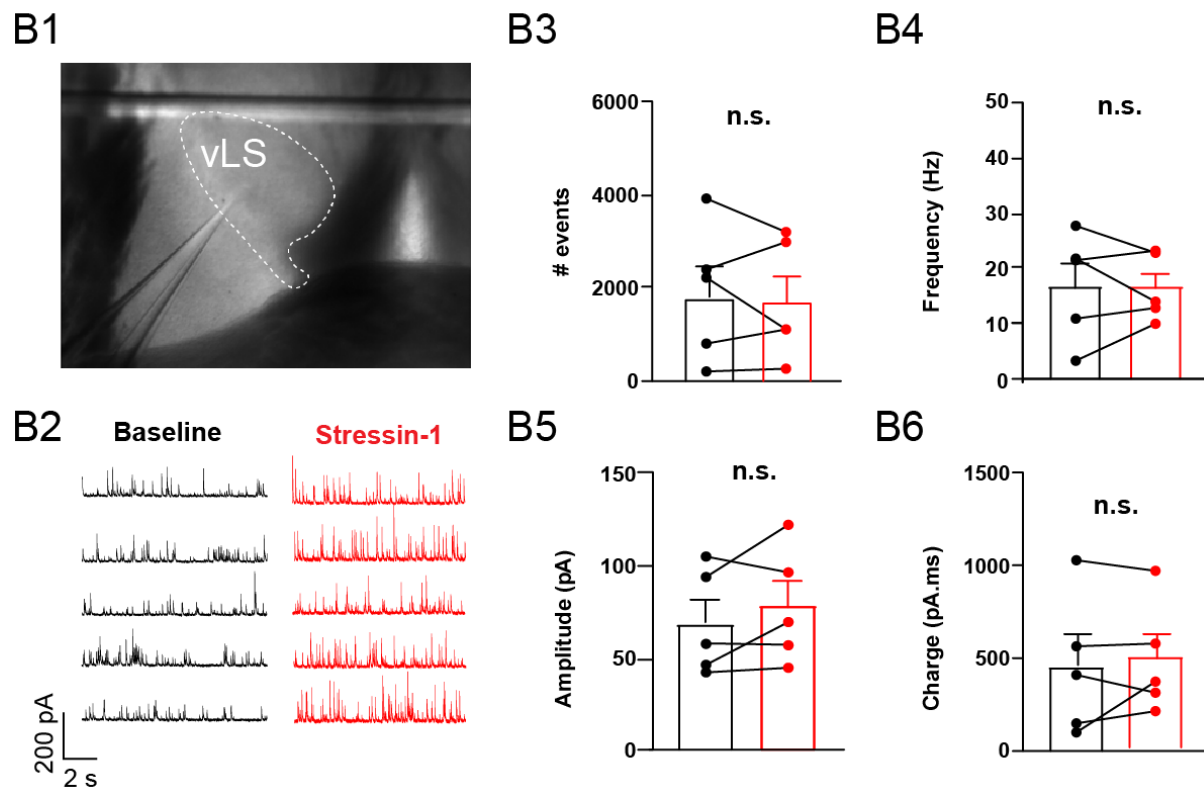 B1
vLS
B2
Baseline
Stressin-1
200 pA
2 s
B3
n.s.
# events
6000
4000
2000
0
B4
n.s.
Frequency (Hz)
50
40
30
20
10
0
B5
n.s.
Amplitude (pA)
150
100
50
0
B6
n.s.
Charge (pA.ms)
1500
1000
500
0